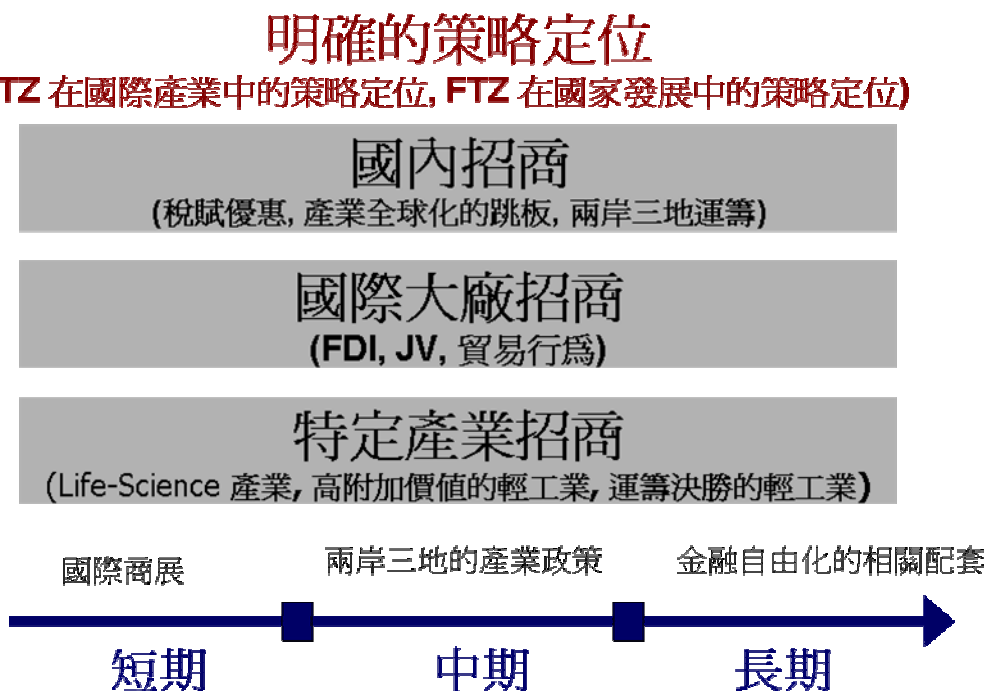 明確的策略定位
TZ 在國際產業中的策略定位, FTZ 在國家發展中的策略定位)
國內招商
(稅賦優惠, 產業全球化的跳板, 兩岸三地運籌)
國際大廠招商
(FDI, JV, 貿易行為)
特定產業招商
(Life-Science 產業, 高附加價值的輕工業, 運籌決勝的輕工業)
國際商展
兩岸三地的產業政策
金融自由化的相關配套
短期
中期
長期